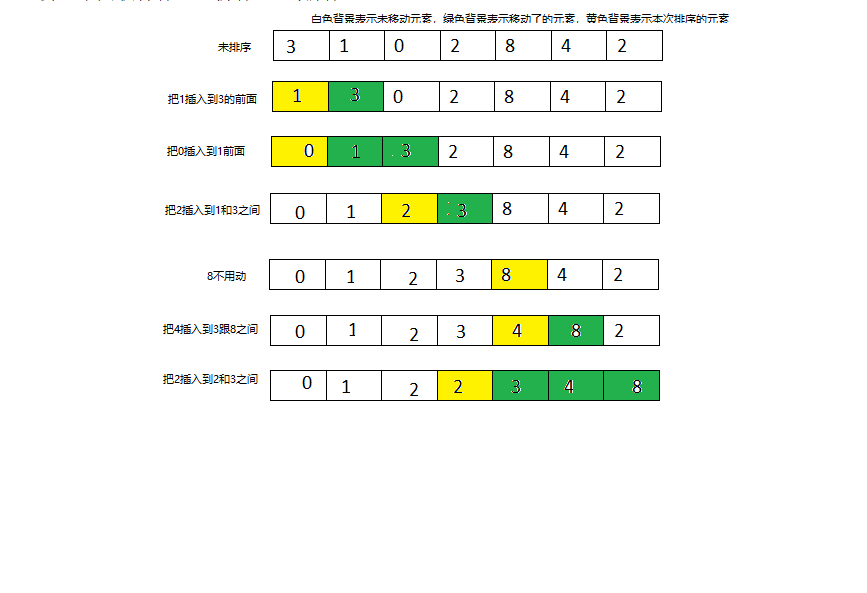 白色背景表示未移动元素，绿色背景表示移动了的元素，黄色背景表示本次排序的元素
未排序 3 1 0 2 8 4 2
把1插入到3的前面 1 3 0 2 8 4 2
把0插入到1前面 0 1 3 2 8 4 2
把2插入到1和3之间 0 1 2 3 8 4 2
8不用动 0 1 2 3 8 4 2
把4插入到3跟8之间 0 1 2 3 4 8 2
把2插入到2和3之间 0 1 2 2 3 4 8